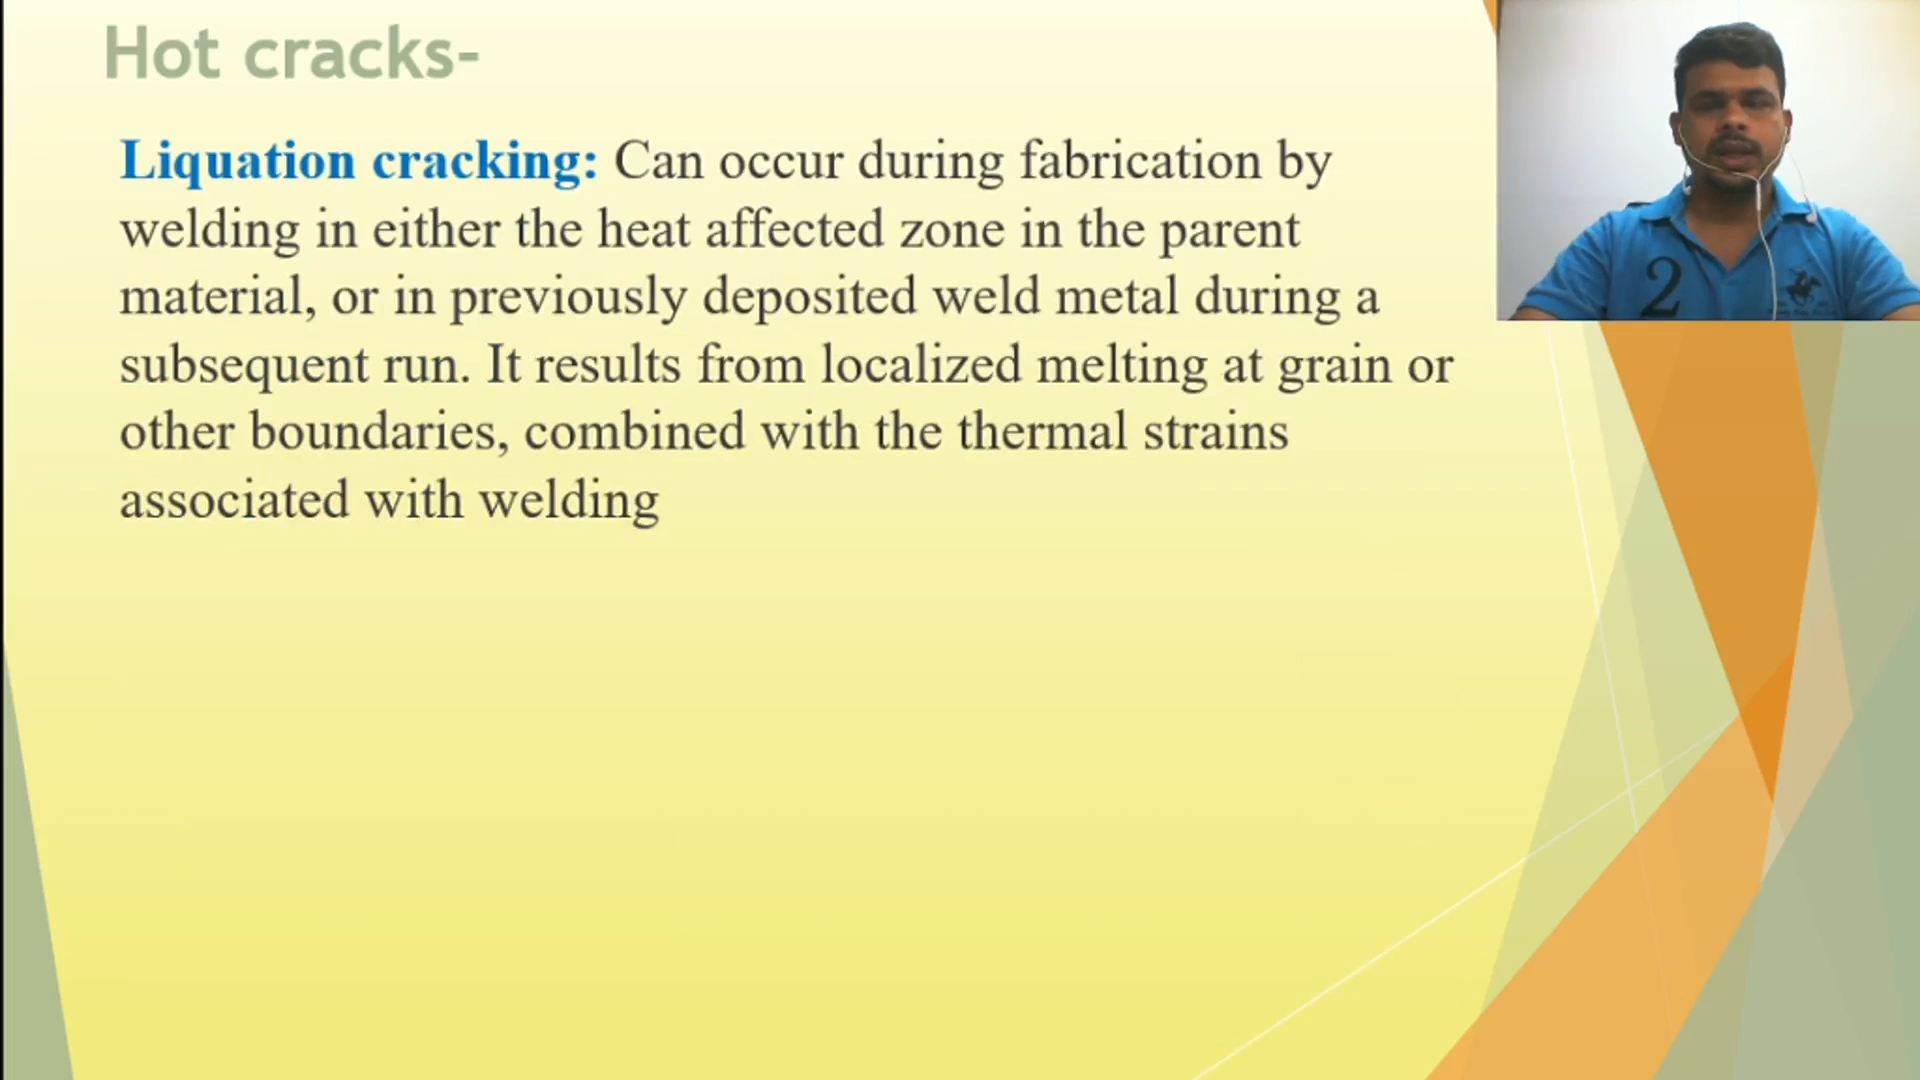 Hot cracks-
Liquation cracking: Can occur during fabrication by
welding in either the heat affected zone in the parent
material, or in previously deposited weld metal during a
subsequent run. It results from localized melting at grain or
other boundaries, combined with the thermal strains
associated with welding
2